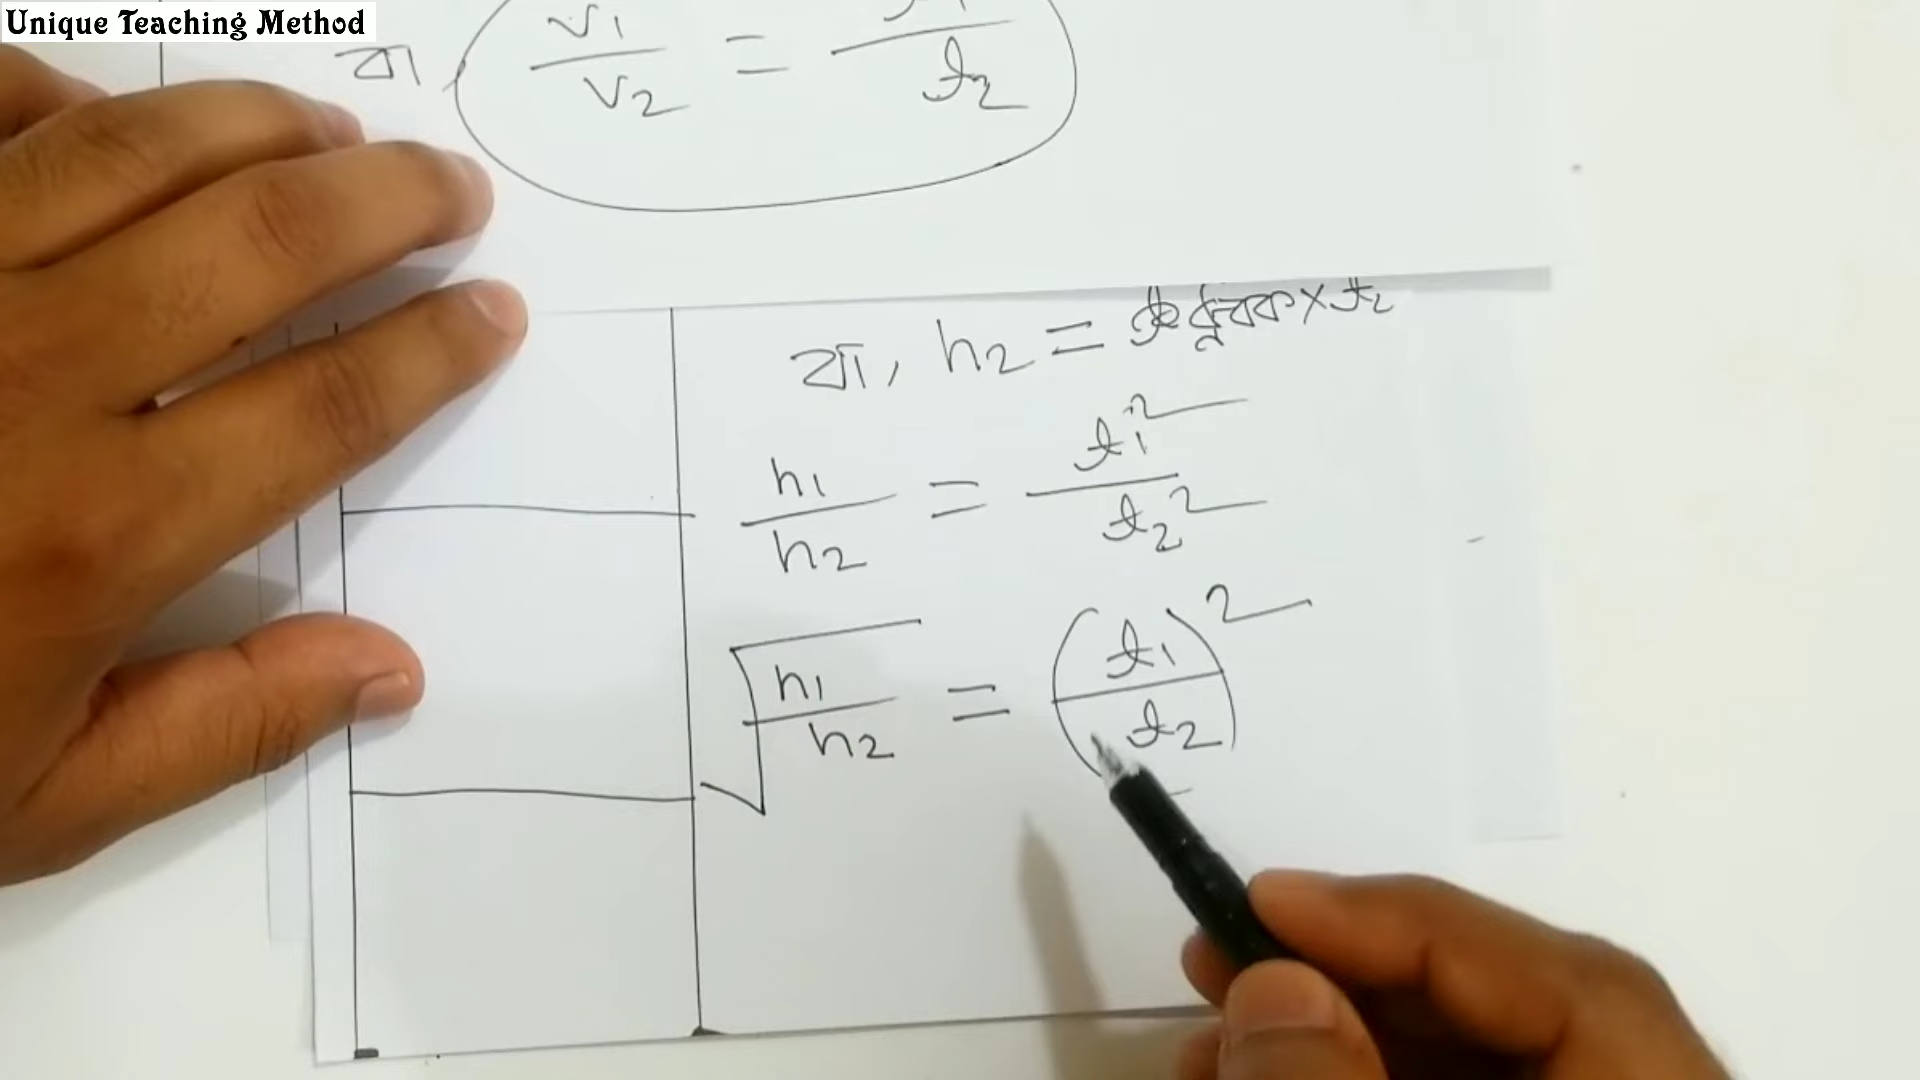 Unique Teaching Method
বা, v1/v2 = t1/t2
বা, h2 = ধ্রুবক × t2
h1/h2 = t1²/t2²
√(h1/h2) = (t1/t2)²